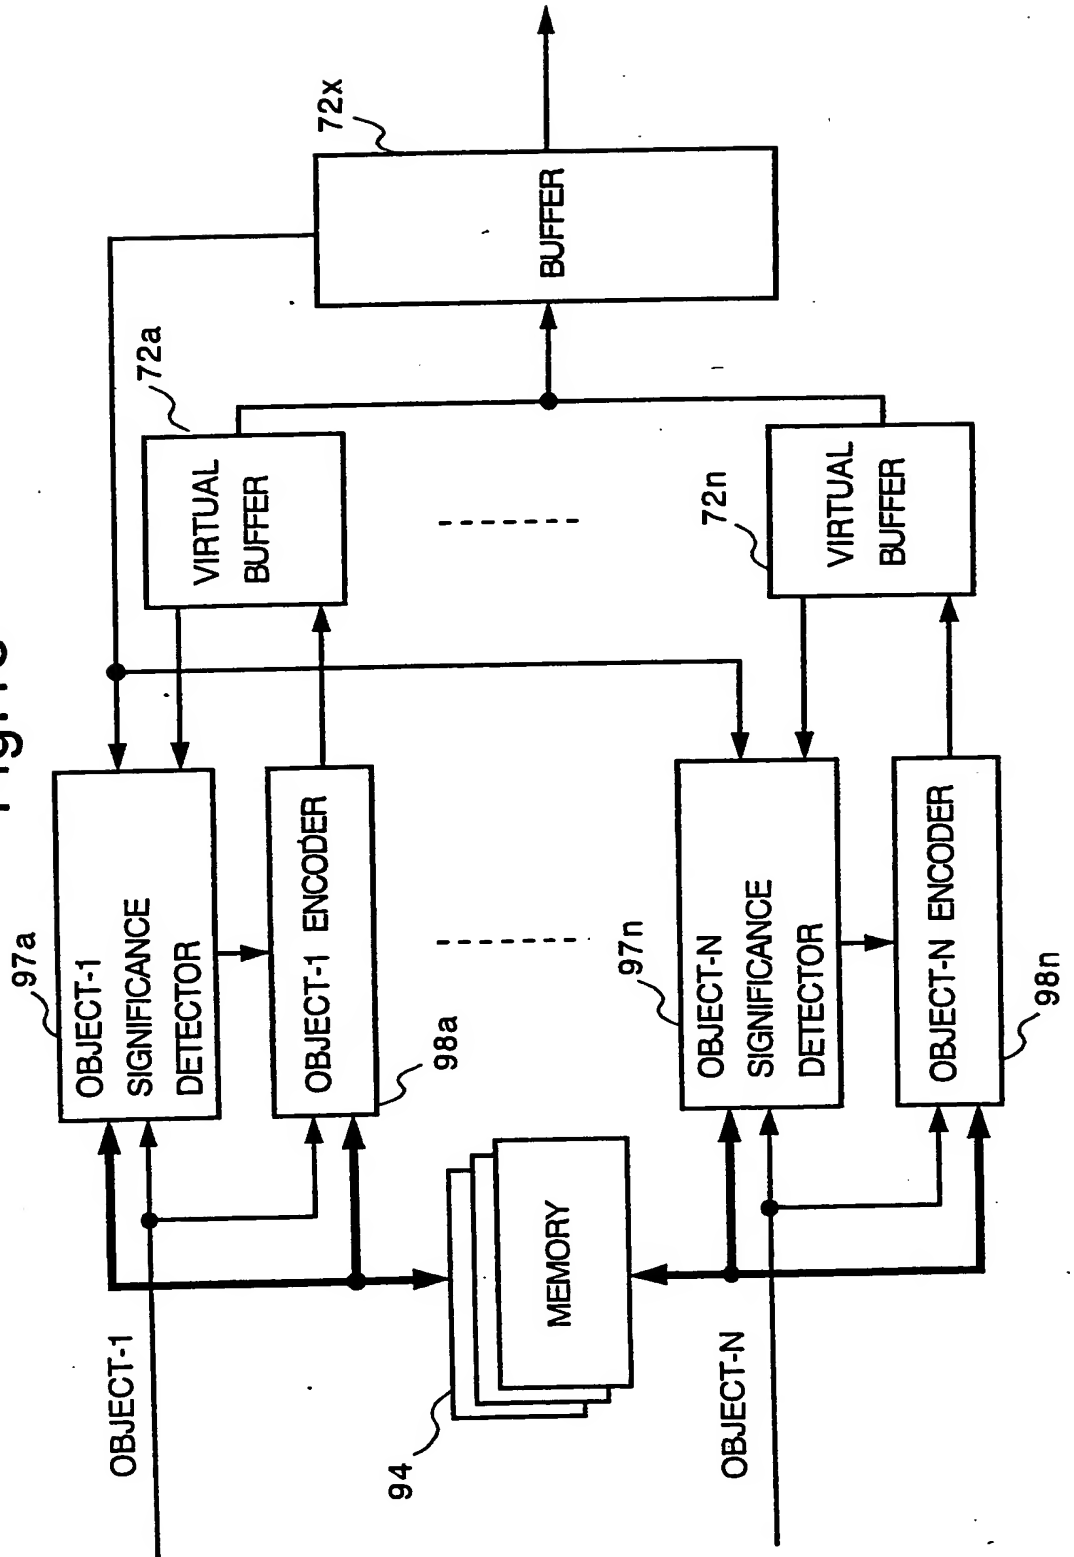 OBJECT-1
97a
OBJECT-1
SIGNIFICANCE
DETECTOR
OBJECT-1 ENCODER
98a
VIRTUAL
BUFFER
72a
94
MEMORY
BUFFER
72x
OBJECT-N
97n
OBJECT-N
SIGNIFICANCE
DETECTOR
OBJECT-N ENCODER
98n
VIRTUAL
BUFFER
72n